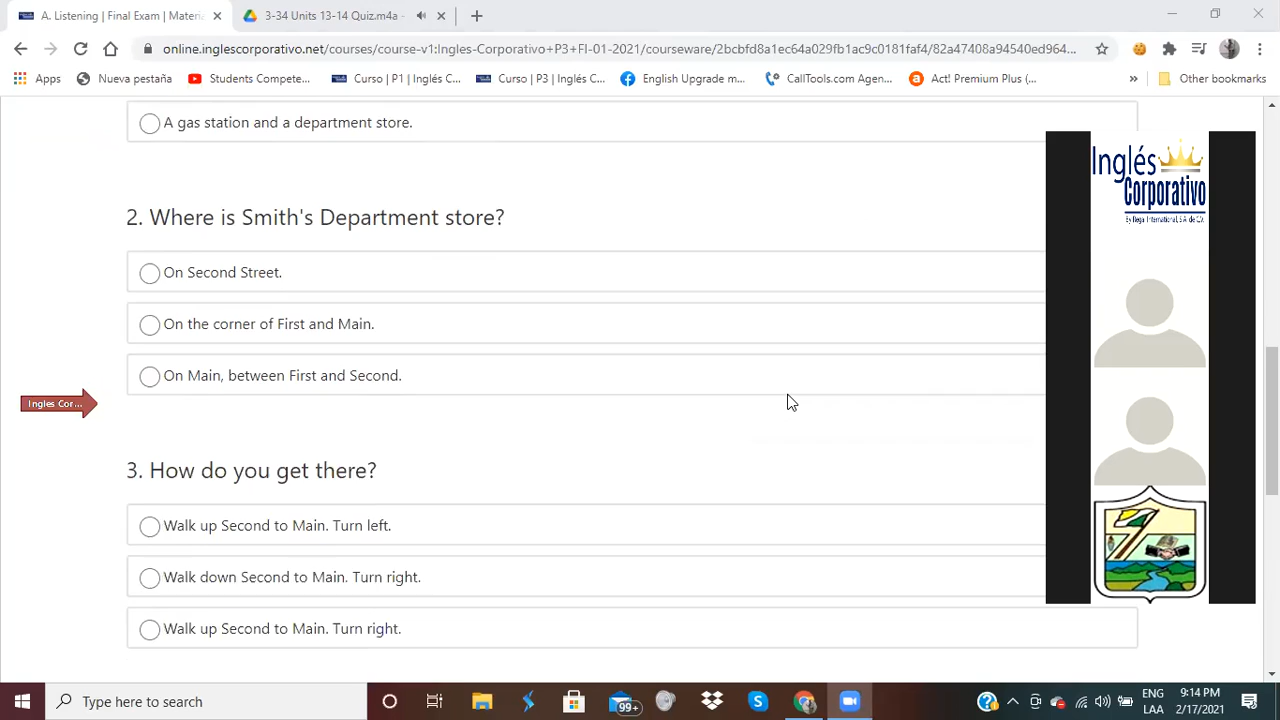 A. Listening | Final Exam | Materi
3-34 Units 13-14 Quiz.m4a -
online.inglescorporativo.net/courses/course-v1:Ingles-Corporativo+P3+FI-01-2021/courseware/2bcbfd8a1ec64a029fb1ac9c0181faf4/82a47408a94540ed964...
Apps
Nueva pestaña
Students Compete...
Curso | P1 | Inglés C...
Curso | P3 | Inglés C...
English Upgrade m...
CallTools.com Agen...
Act! Premium Plus (...
»
Other bookmarks
A gas station and a department store.
Inglés
Corporativo
By Regal International, S.A. de C.V.
2. Where is Smith's Department store?
On Second Street.
On the corner of First and Main.
On Main, between First and Second.
Ingles Cor...
3. How do you get there?
Walk up Second to Main. Turn left.
Walk down Second to Main. Turn right.
Walk up Second to Main. Turn right.
Type here to search
99+
ENG
LAA
9:14 PM
2/17/2021